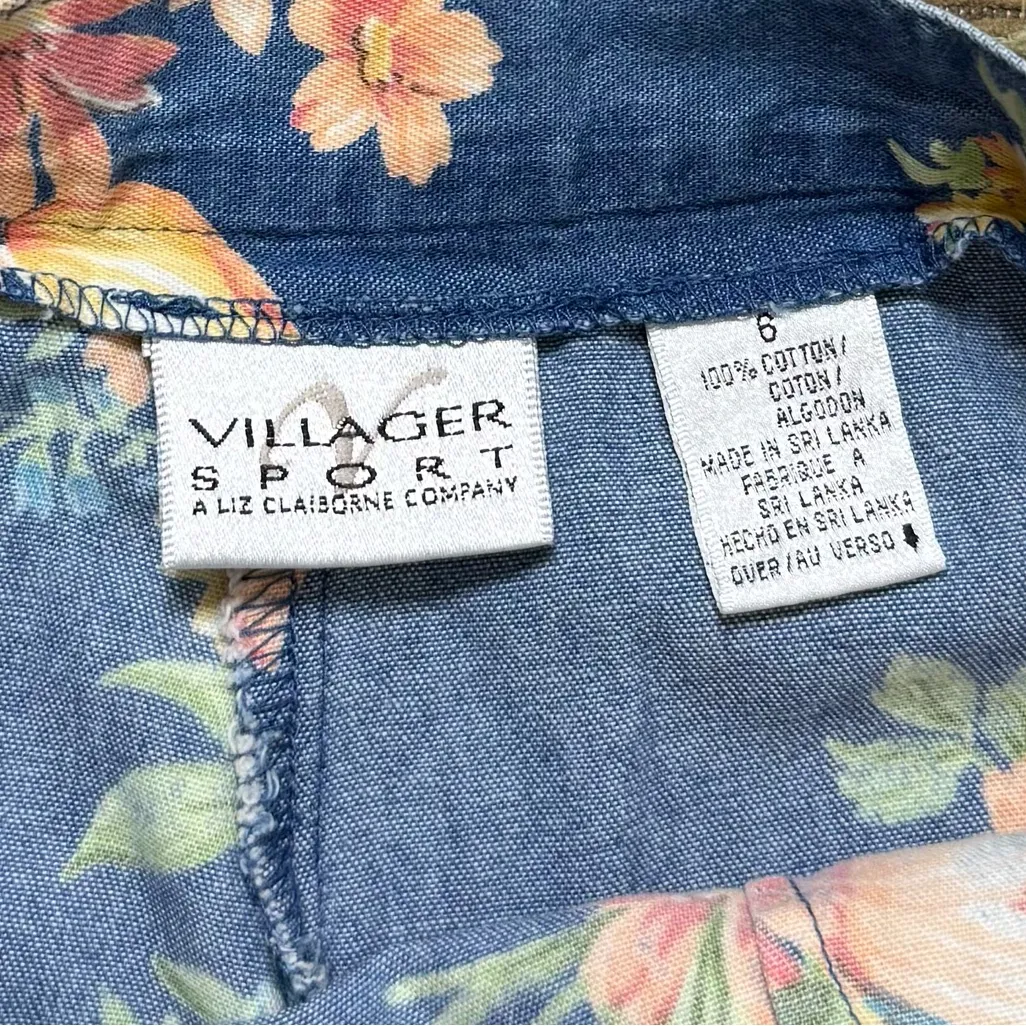 VILLAGER
SPORT
A LIZ CLAIBORNE COMPANY
6
100% COTTON/
COTON/
ALGODON
MADE IN SRI LANKA
FABRIQUE A
SRI LANKA
HECHO EN SRI LANKA
OVER/AU VERSO